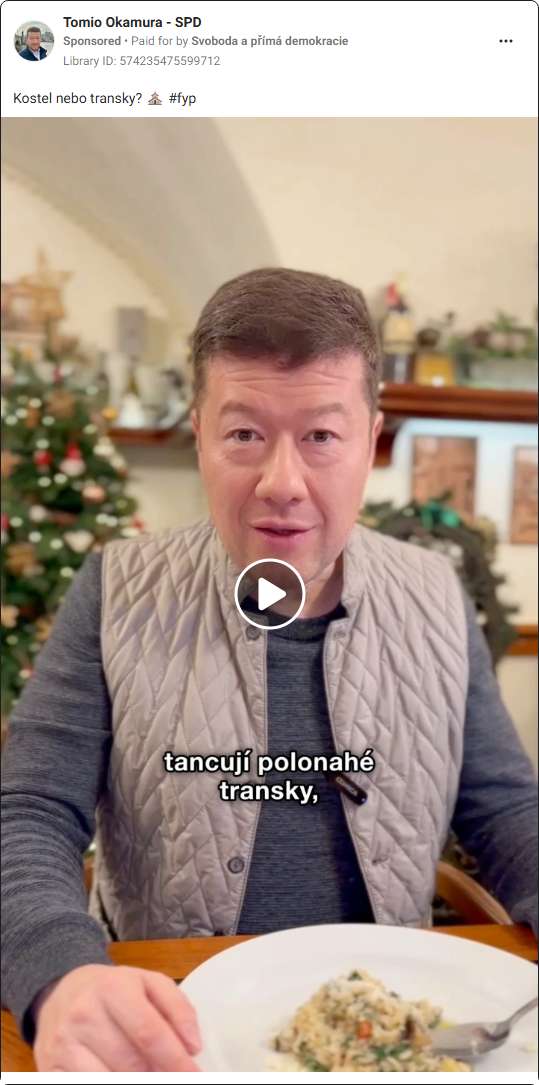 Tomio Okamura - SPD
Sponsored • Paid for by Svoboda a přímá demokracie
Library ID: 574235475599712
Kostel nebo transky? ⛪ #fyp
tancují polonahé
transky,